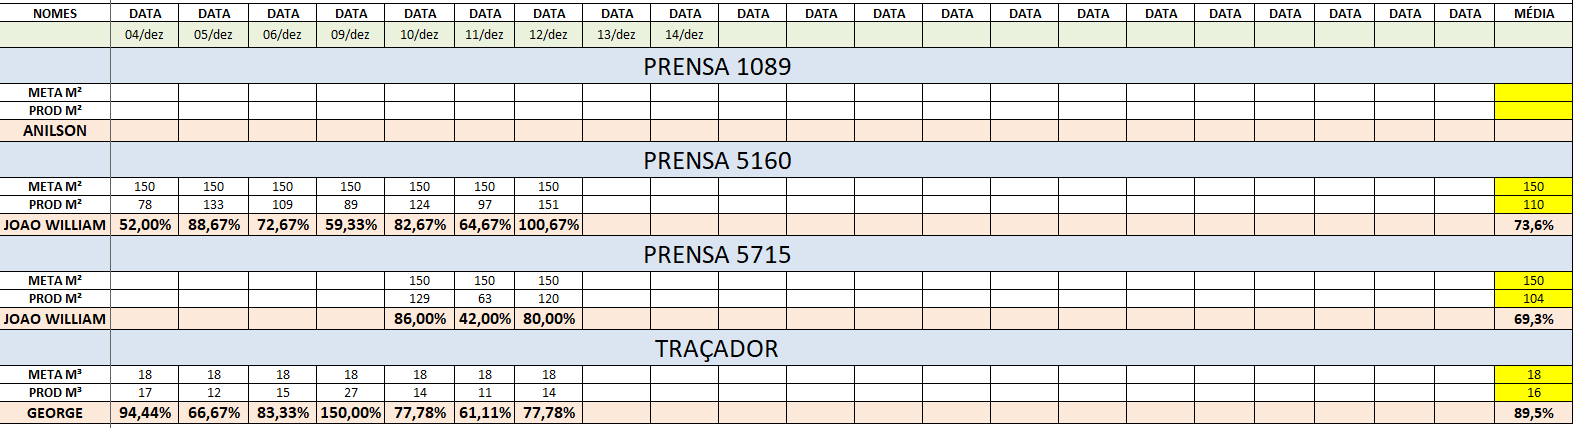 NOMES DATA DATA DATA DATA DATA DATA DATA DATA DATA DATA DATA DATA DATA DATA DATA DATA DATA DATA DATA DATA DATA MÉDIA
04/dez 05/dez 06/dez 09/dez 10/dez 11/dez 12/dez 13/dez 14/dez
PRENSA 1089
META M²
PROD M²
ANILSON
PRENSA 5160
META M² 150 150 150 150 150 150 150 150
PROD M² 78 133 109 89 124 97 151 110
JOAO WILLIAM 52,00% 88,67% 72,67% 59,33% 82,67% 64,67% 100,67% 73,6%
PRENSA 5715
META M² 150 150 150 150
PROD M² 129 63 120 104
JOAO WILLIAM 86,00% 42,00% 80,00% 69,3%
TRAÇADOR
META M³ 18 18 18 18 18 18 18 18
PROD M³ 17 12 15 27 14 11 14 16
GEORGE 94,44% 66,67% 83,33% 150,00% 77,78% 61,11% 77,78% 89,5%